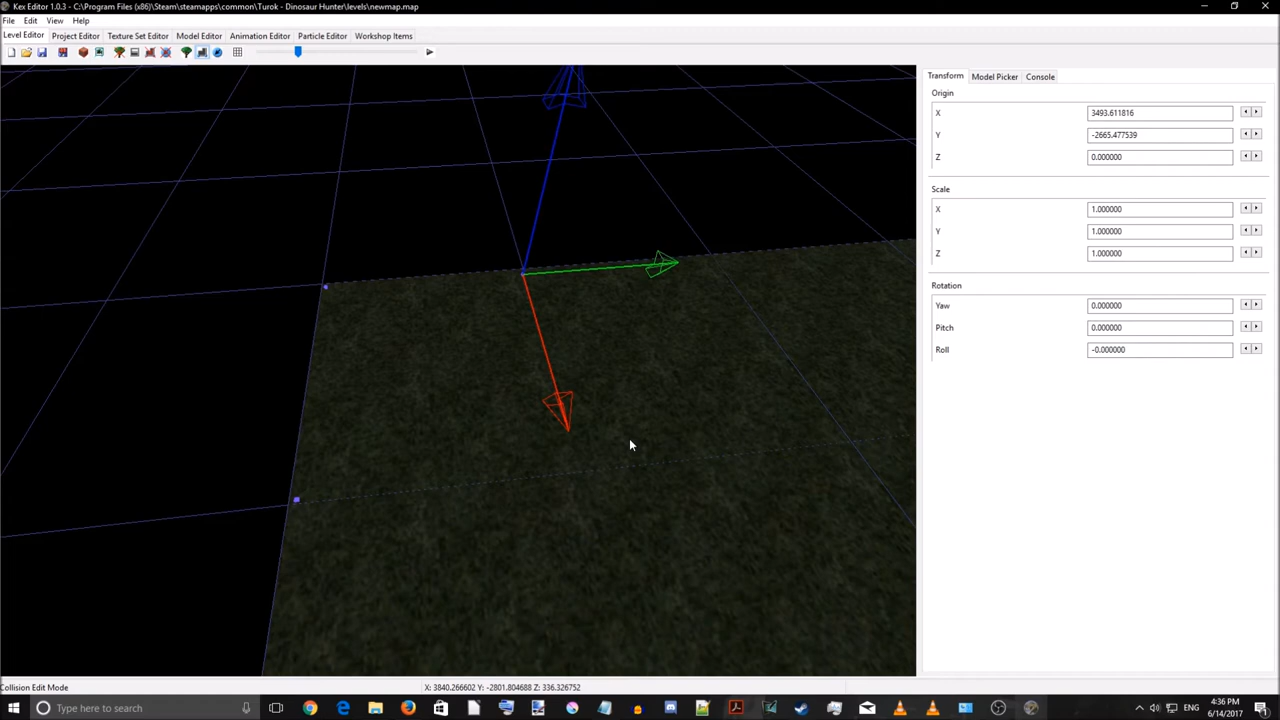 Kex Editor 1.0.3 - C:\Program Files (x86)\Steam\steamapps\common\Turok - Dinosaur Hunter\levels\newmap.map
File Edit View Help
Level Editor Project Editor Texture Set Editor Model Editor Animation Editor Particle Editor Workshop Items
Transform Model Picker Console
Origin
X 3493.611816
Y -2665.477539
Z 0.000000
Scale
X 1.000000
Y 1.000000
Z 1.000000
Rotation
Yaw 0.000000
Pitch 0.000000
Roll -0.000000
Collision Edit Mode X: 3840.266602 Y: -2801.804688 Z: 336.326752
Type here to search
ENG
4:36 PM
6/14/2017